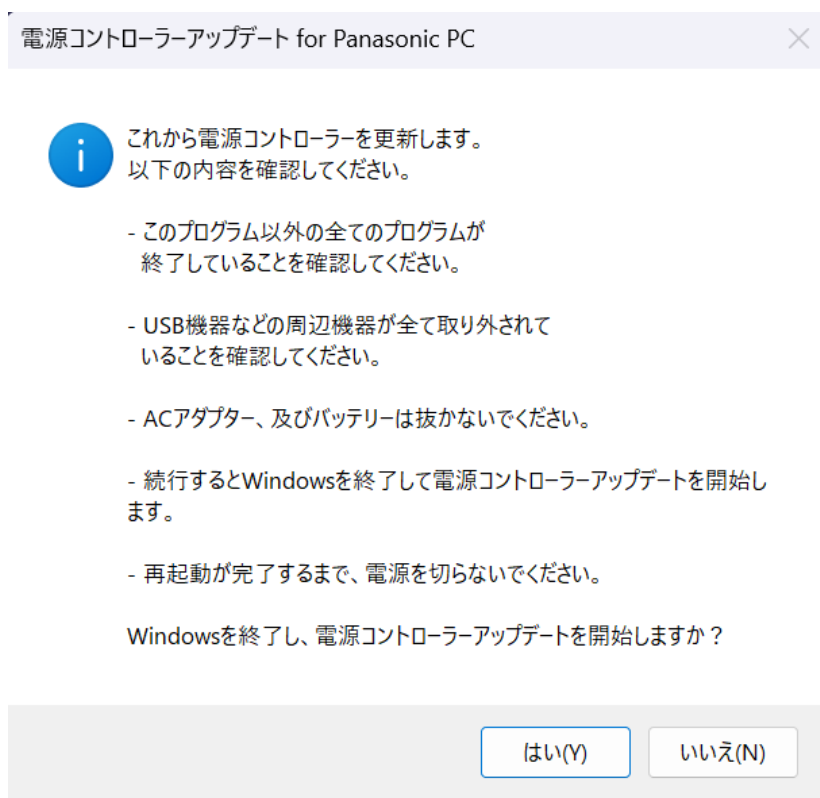 電源コントローラーアップデート for Panasonic PC
これから電源コントローラーを更新します。
以下の内容を確認してください。
- このプログラム以外の全てのプログラムが
終了していることを確認してください。
- USB機器などの周辺機器が全て取り外されて
いることを確認してください。
- ACアダプター、及びバッテリーは抜かないでください。
- 続行するとWindowsを終了して電源コントローラーアップデートを開始し
ます。
- 再起動が完了するまで、電源を切らないでください。
Windowsを終了し、電源コントローラーアップデートを開始しますか？
はい(Y)
いいえ(N)